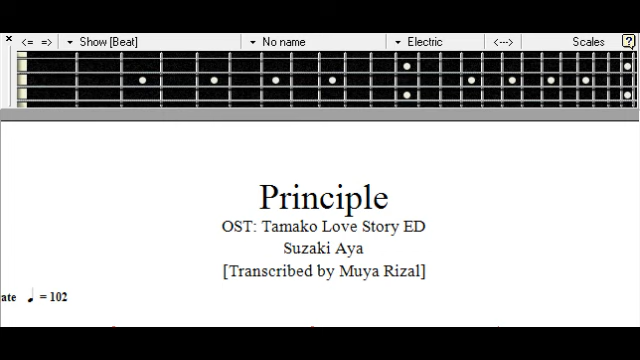 × <= => ▾ Show [Beat] ▾ No name ▾ Electric <---> Scales ?
Principle
OST: Tamako Love Story ED
Suzaki Aya
[Transcribed by Muya Rizal]
ate ♩ = 102